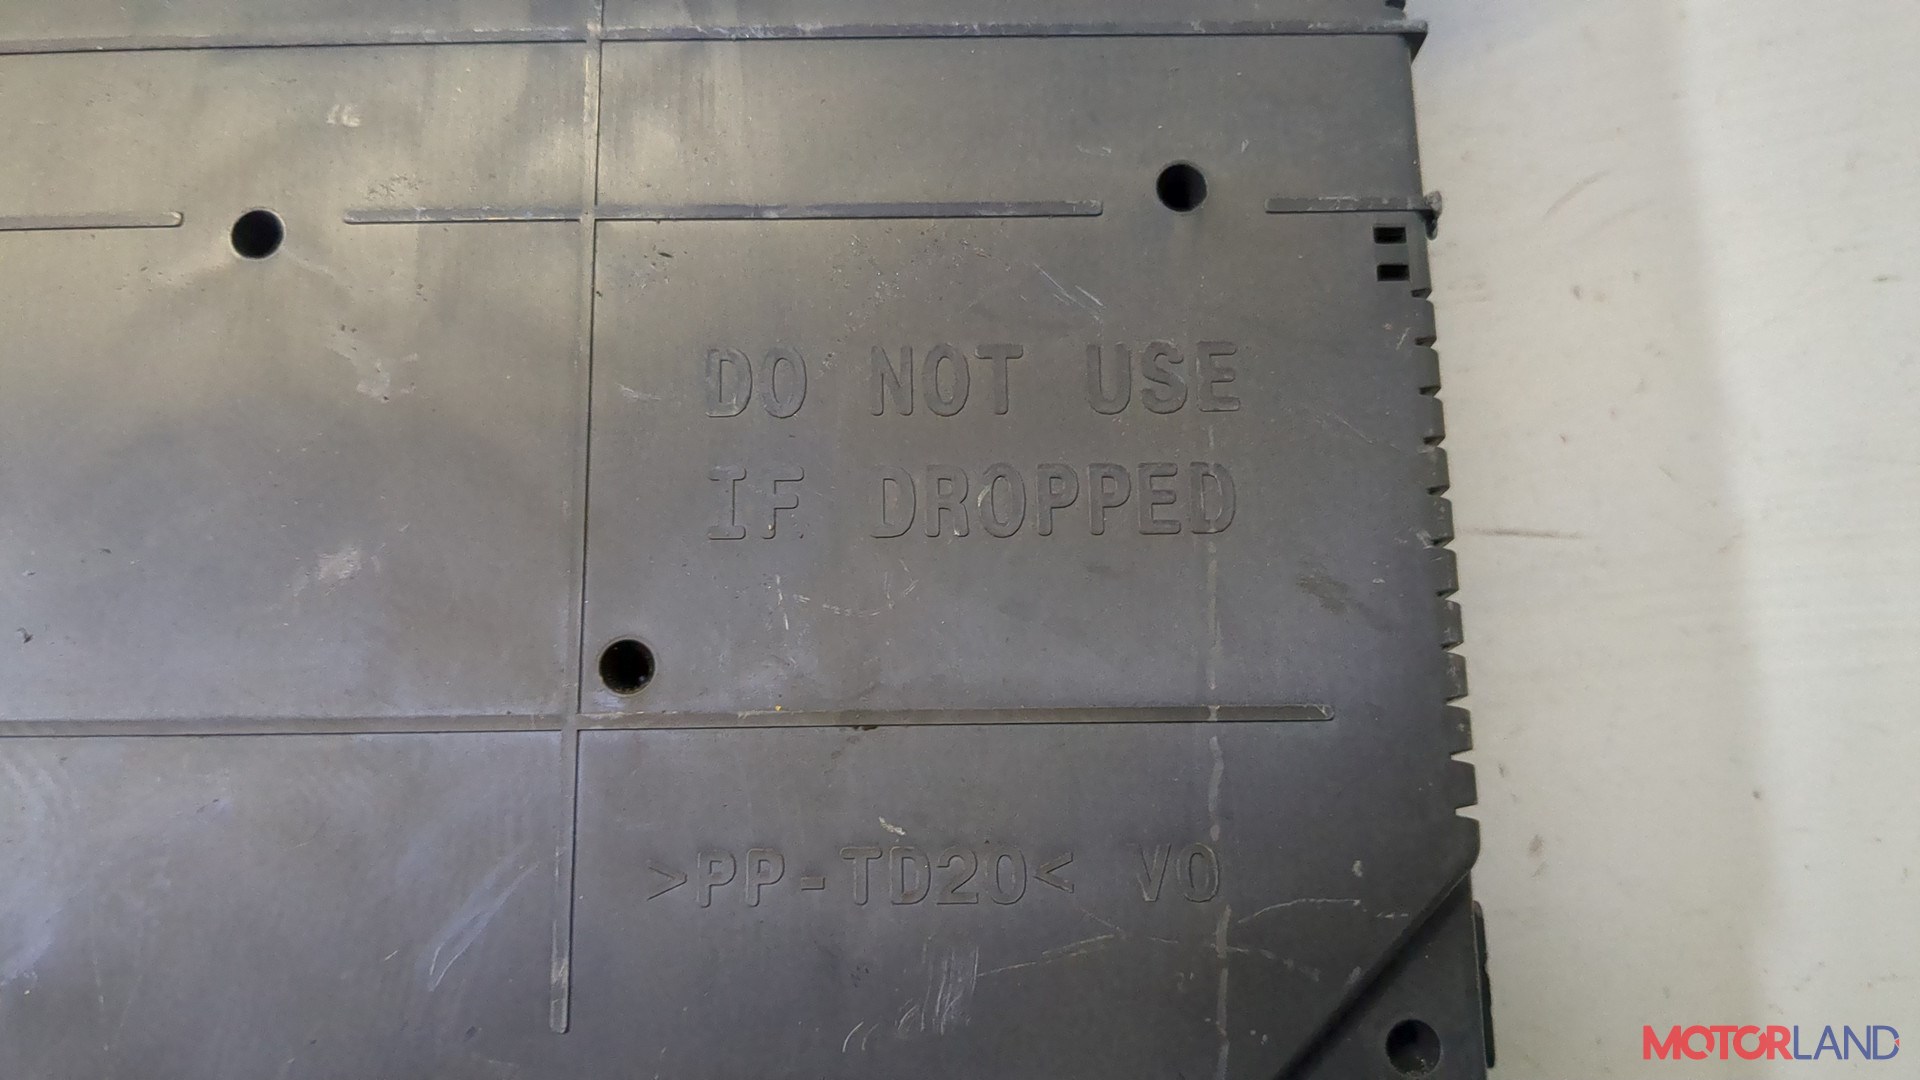 DO NOT USE
IF DROPPED
>PP-TD20< V0
MOTORLAND